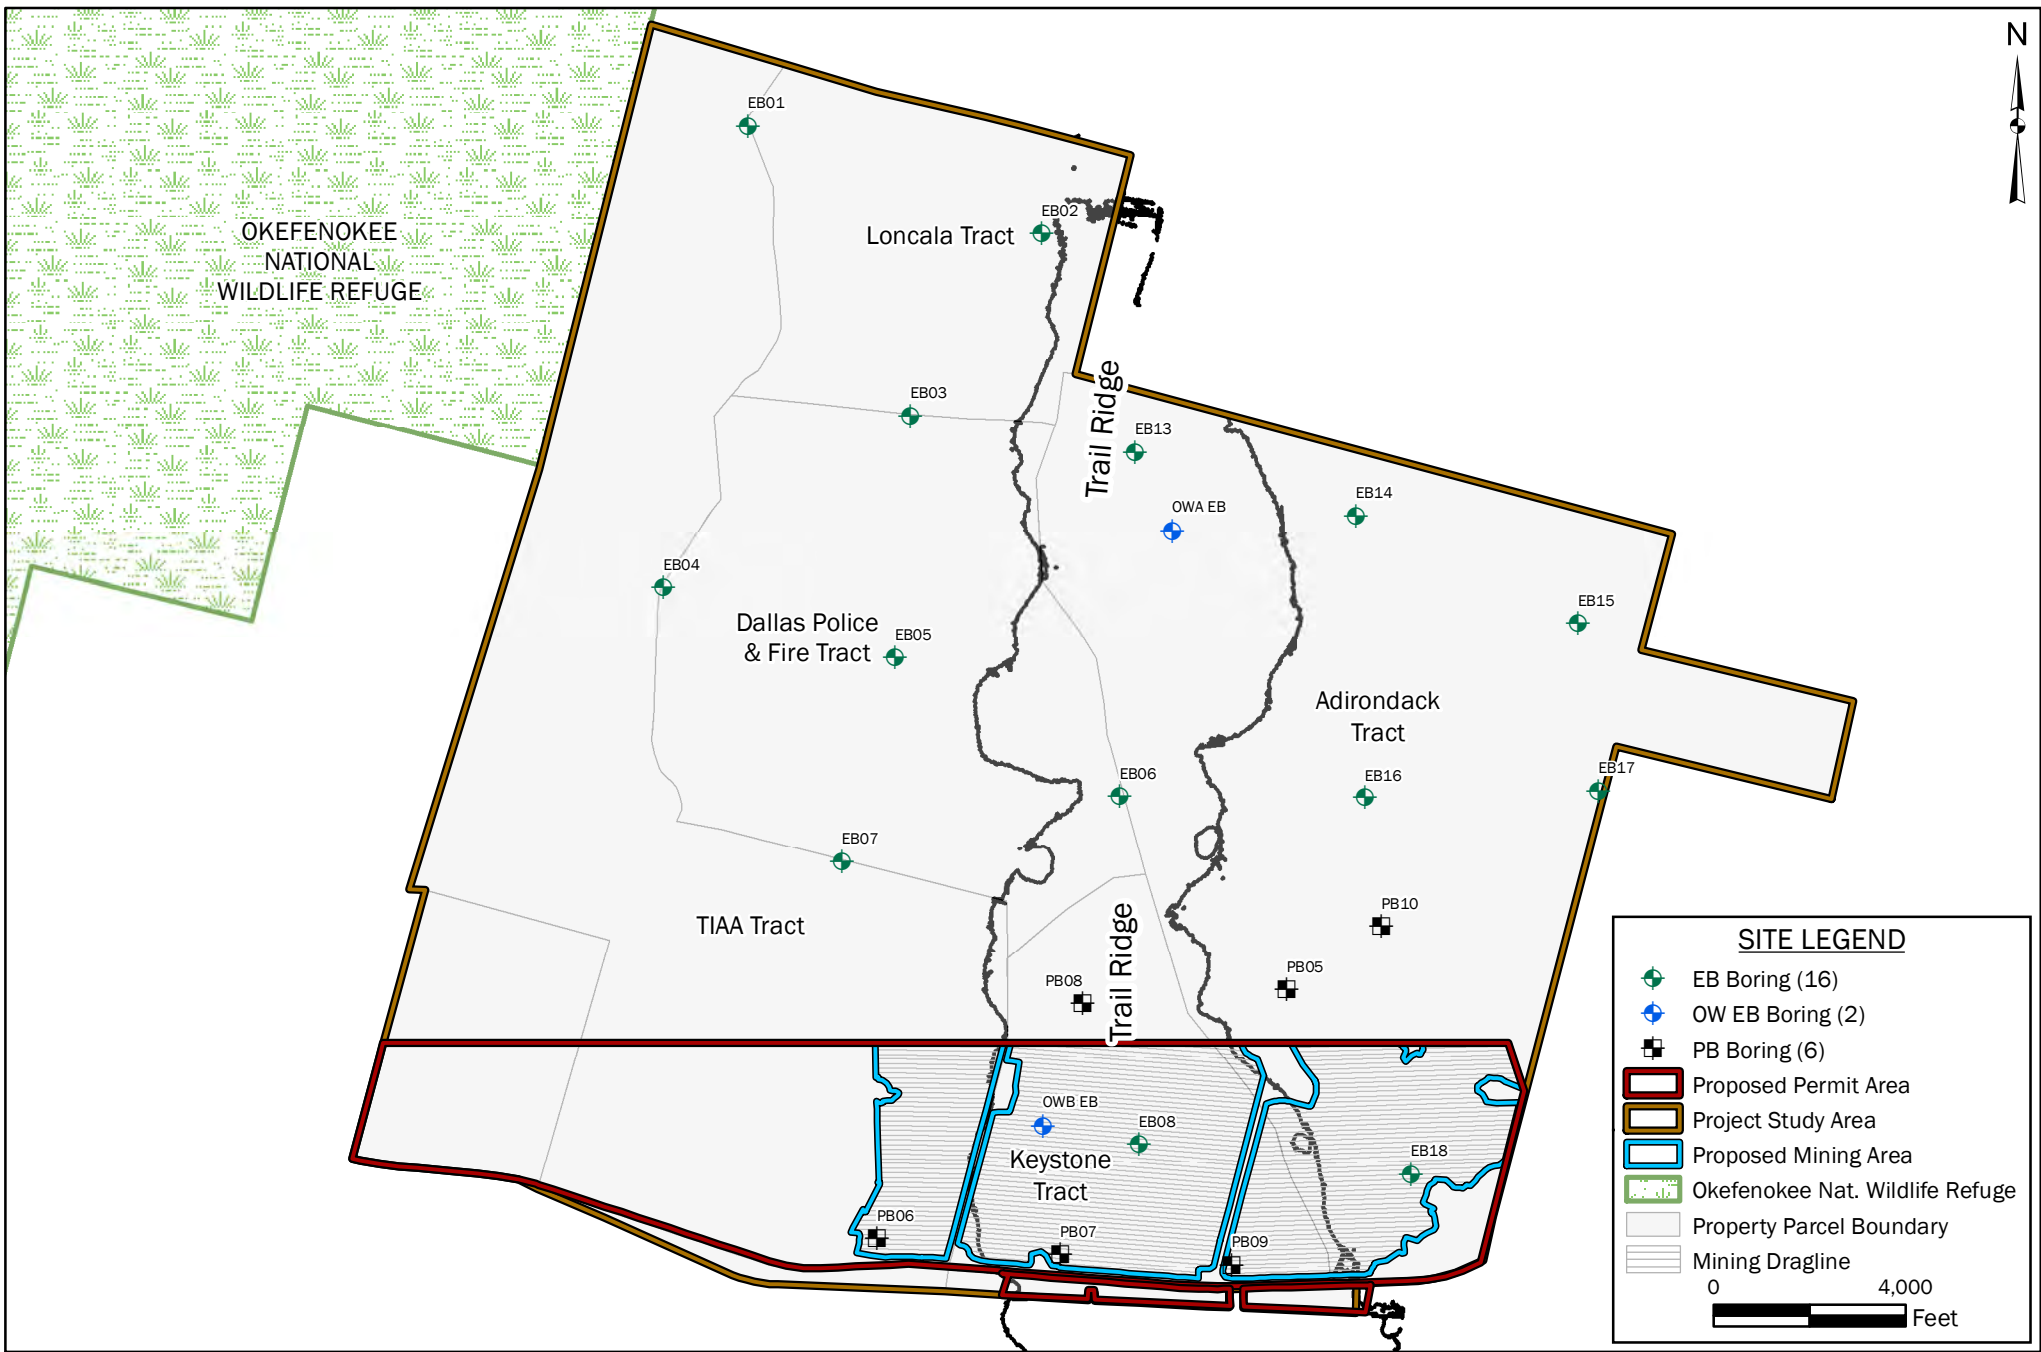 N
EB01
EB02
Loncala Tract
OKEFENOKEE
NATIONAL
WILDLIFE REFUGE
Trail Ridge
EB03
EB13
EB14
OWA EB
EB04
EB15
Dallas Police
& Fire Tract
EB05
Adirondack
Tract
EB06
EB16
EB17
EB07
TIAA Tract
PB10
Trail Ridge
PB08
PB05
OWB EB
EB08
Keystone
Tract
EB18
PB06
PB07
PB09
SITE LEGEND
EB Boring (16)
OW EB Boring (2)
PB Boring (6)
Proposed Permit Area
Project Study Area
Proposed Mining Area
Okefenokee Nat. Wildlife Refuge
Property Parcel Boundary
Mining Dragline
0 4,000
Feet